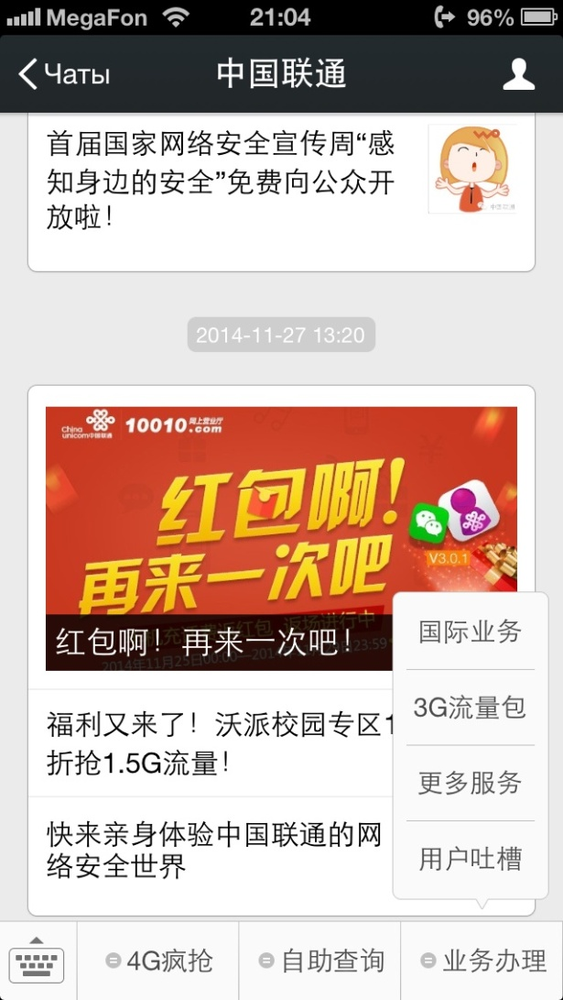 MegaFon 21:04 96%
Чаты 中国联通
首届国家网络安全宣传周“感
知身边的安全”免费向公众开
放啦！
2014-11-27 13:20
China unicom中国联通 10010.com 网上营业厅
红包啊！
再来一次吧
V3.0.1
返场进行中
红包啊！再来一次吧！
福利又来了！沃派校园专区1
折抢1.5G流量！
快来亲身体验中国联通的网
络安全世界
国际业务
3G流量包
更多服务
用户吐槽
4G疯抢 自助查询 业务办理